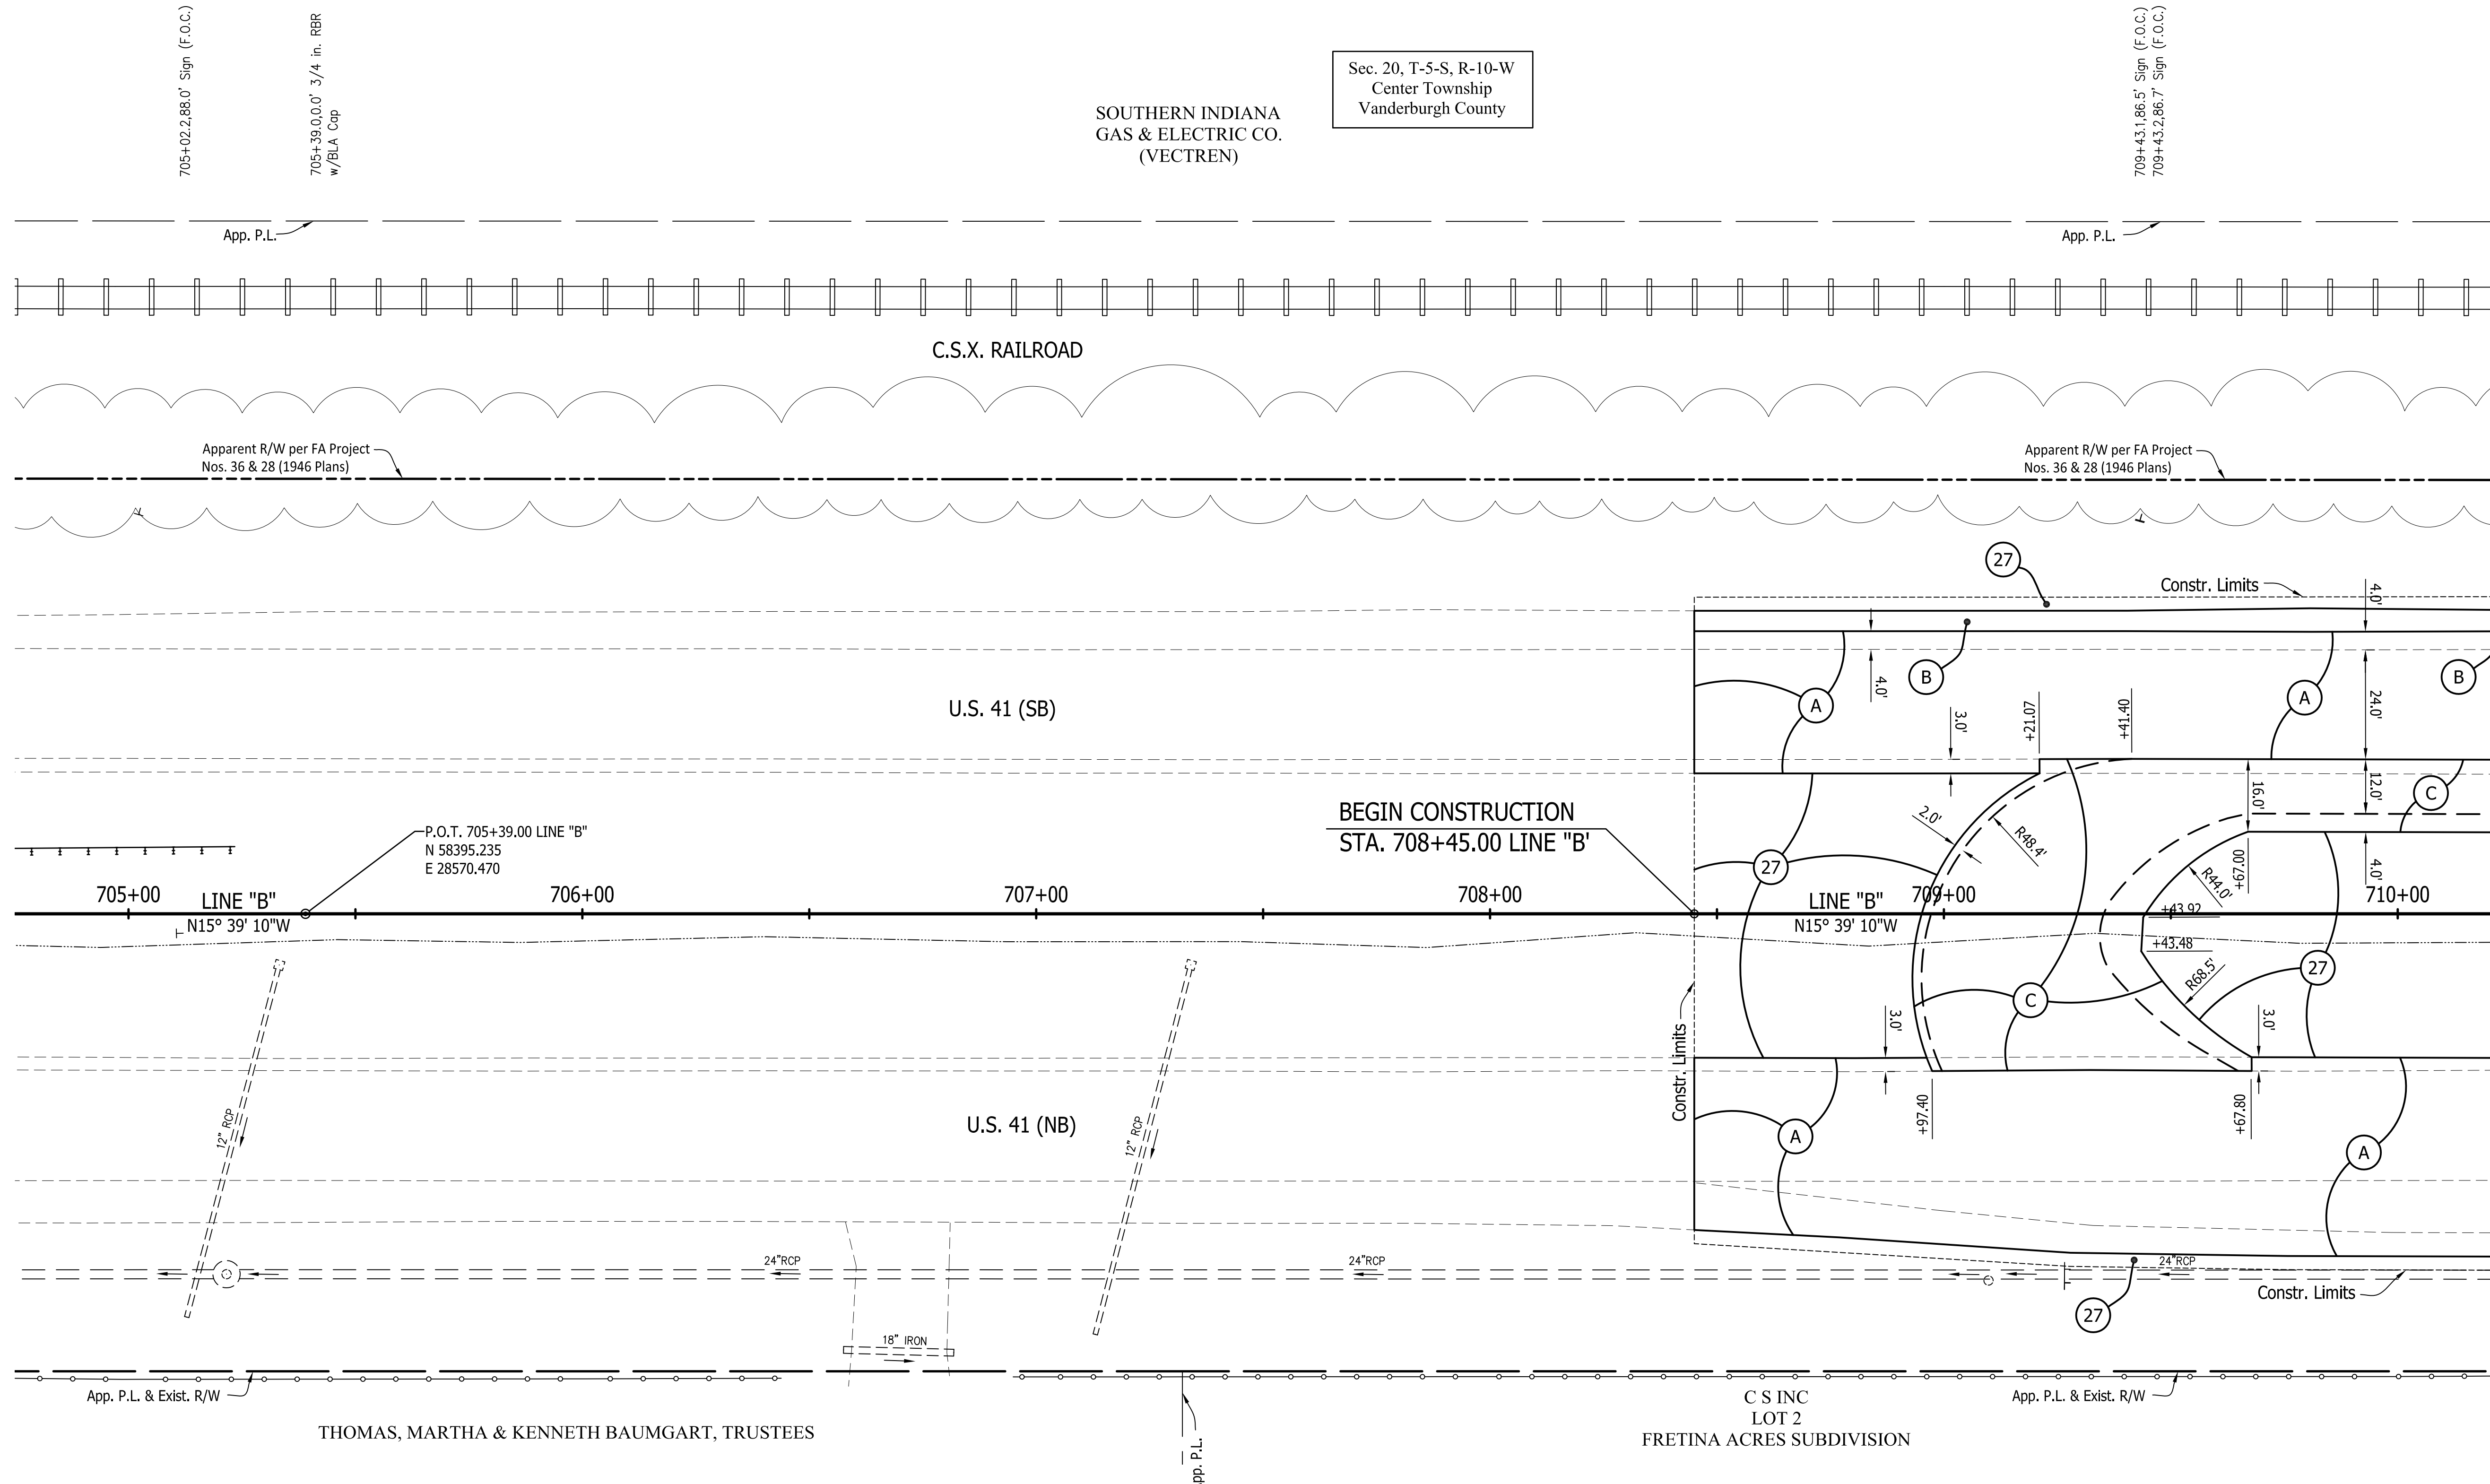 705+02.2,88.0' Sign (F.O.C.)
705+39.0,0.0' 3/4 in. RBR
w/BLA Cap
SOUTHERN INDIANA
GAS & ELECTRIC CO.
(VECTREN)
Sec. 20, T-5-S, R-10-W
Center Township
Vanderburgh County
709+43.1,86.5' Sign (F.O.C.)
709+43.2,86.7' Sign (F.O.C.)
App. P.L.
App. P.L.
C.S.X. RAILROAD
Apparent R/W per FA Project
Nos. 36 & 28 (1946 Plans)
Apparent R/W per FA Project
Nos. 36 & 28 (1946 Plans)
27
Constr. Limits
4.0'
4.0'
B
B
A
A
24.0'
U.S. 41 (SB)
3.0'
+21.07
+41.40
16.0'
12.0'
C
BEGIN CONSTRUCTION
STA. 708+45.00 LINE "B'
P.O.T. 705+39.00 LINE "B"
N 58395.235
E 28570.470
2.0'
R48.4'
27
+67.00
4.0'
R44.0'
705+00
706+00
707+00
708+00
709+00
710+00
LINE "B"
N15° 39' 10"W
LINE "B"
N15° 39' 10"W
+43.92
+43.48
R68.5'
27
C
Constr. Limits
3.0'
3.0'
12" RCP
12" RCP
U.S. 41 (NB)
A
A
+97.40
+67.80
24"RCP
24"RCP
24"RCP
27
Constr. Limits
18" IRON
App. P.L. & Exist. R/W
App. P.L. & Exist. R/W
App. P.L.
THOMAS, MARTHA & KENNETH BAUMGART, TRUSTEES
C S INC
LOT 2
FRETINA ACRES SUBDIVISION